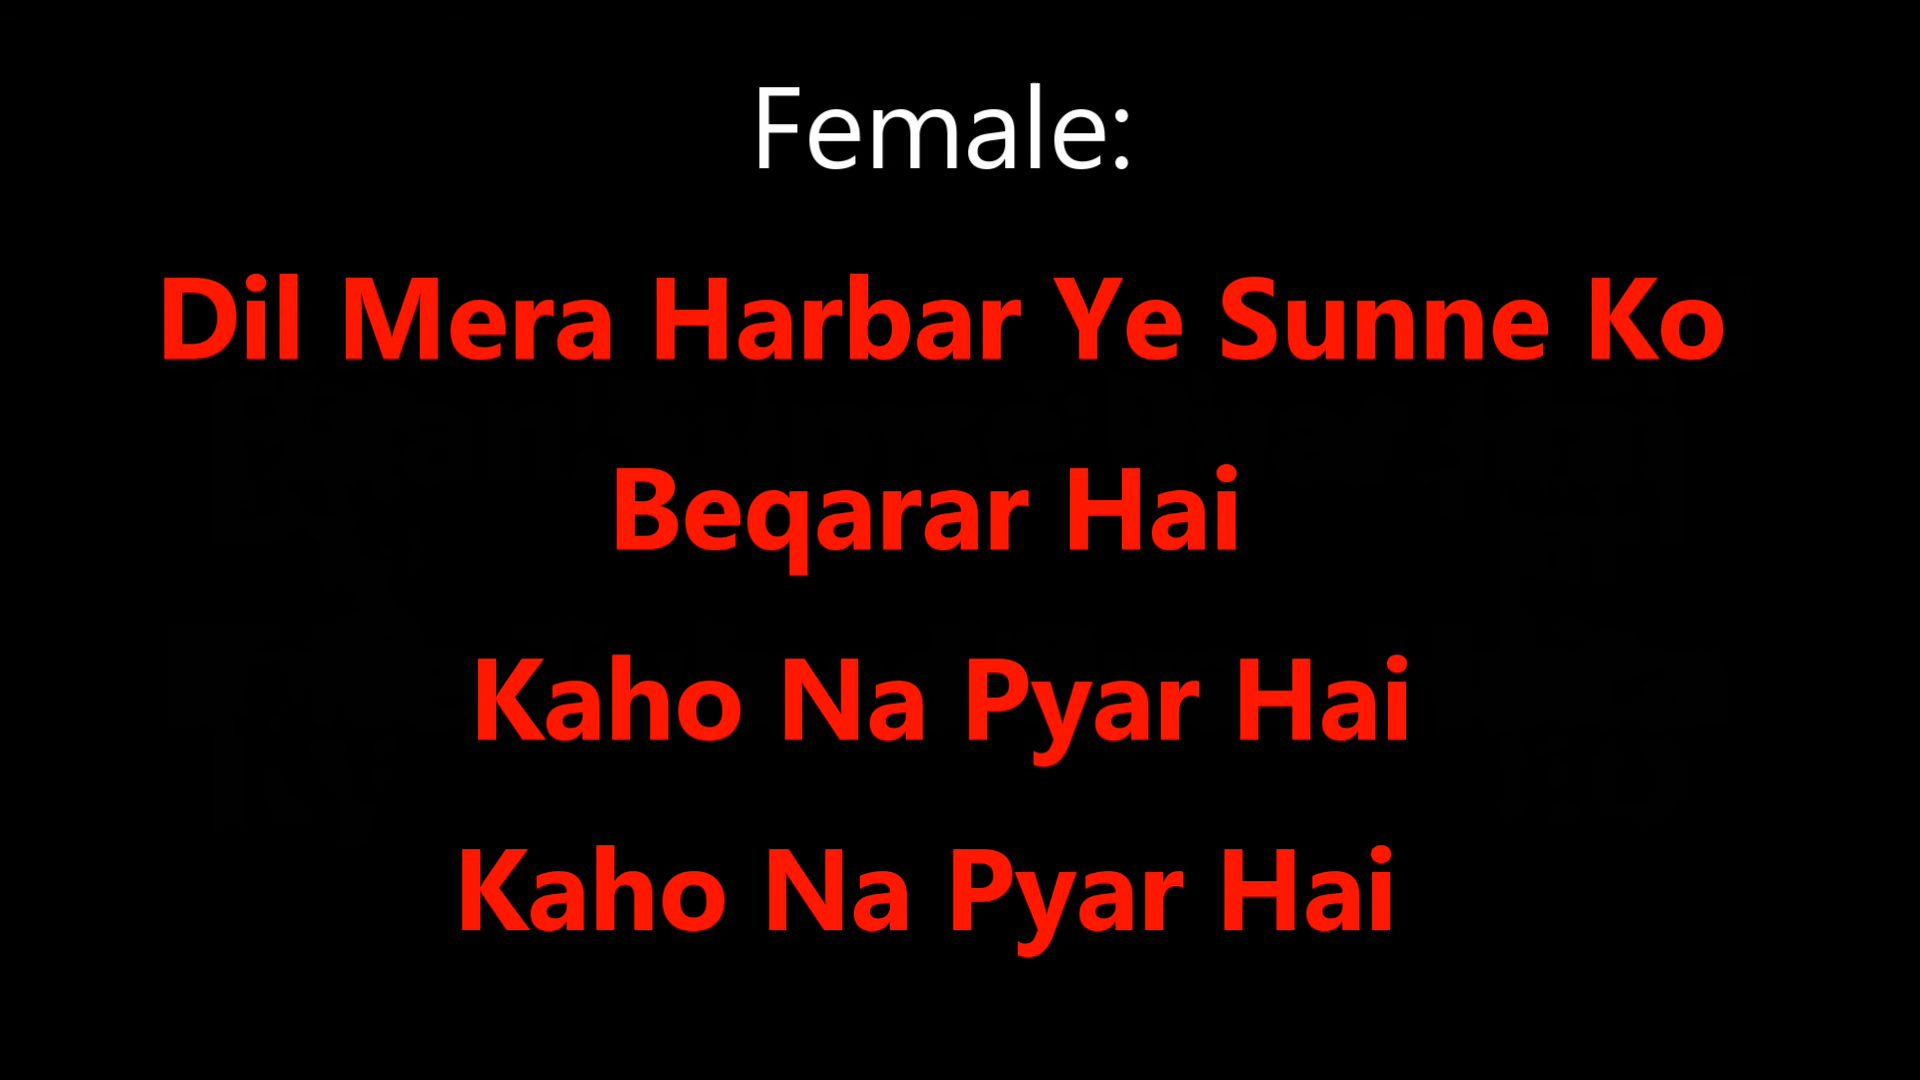 Female:
Dil Mera Harbar Ye Sunne Ko
Beqarar Hai
Kaho Na Pyar Hai
Kaho Na Pyar Hai